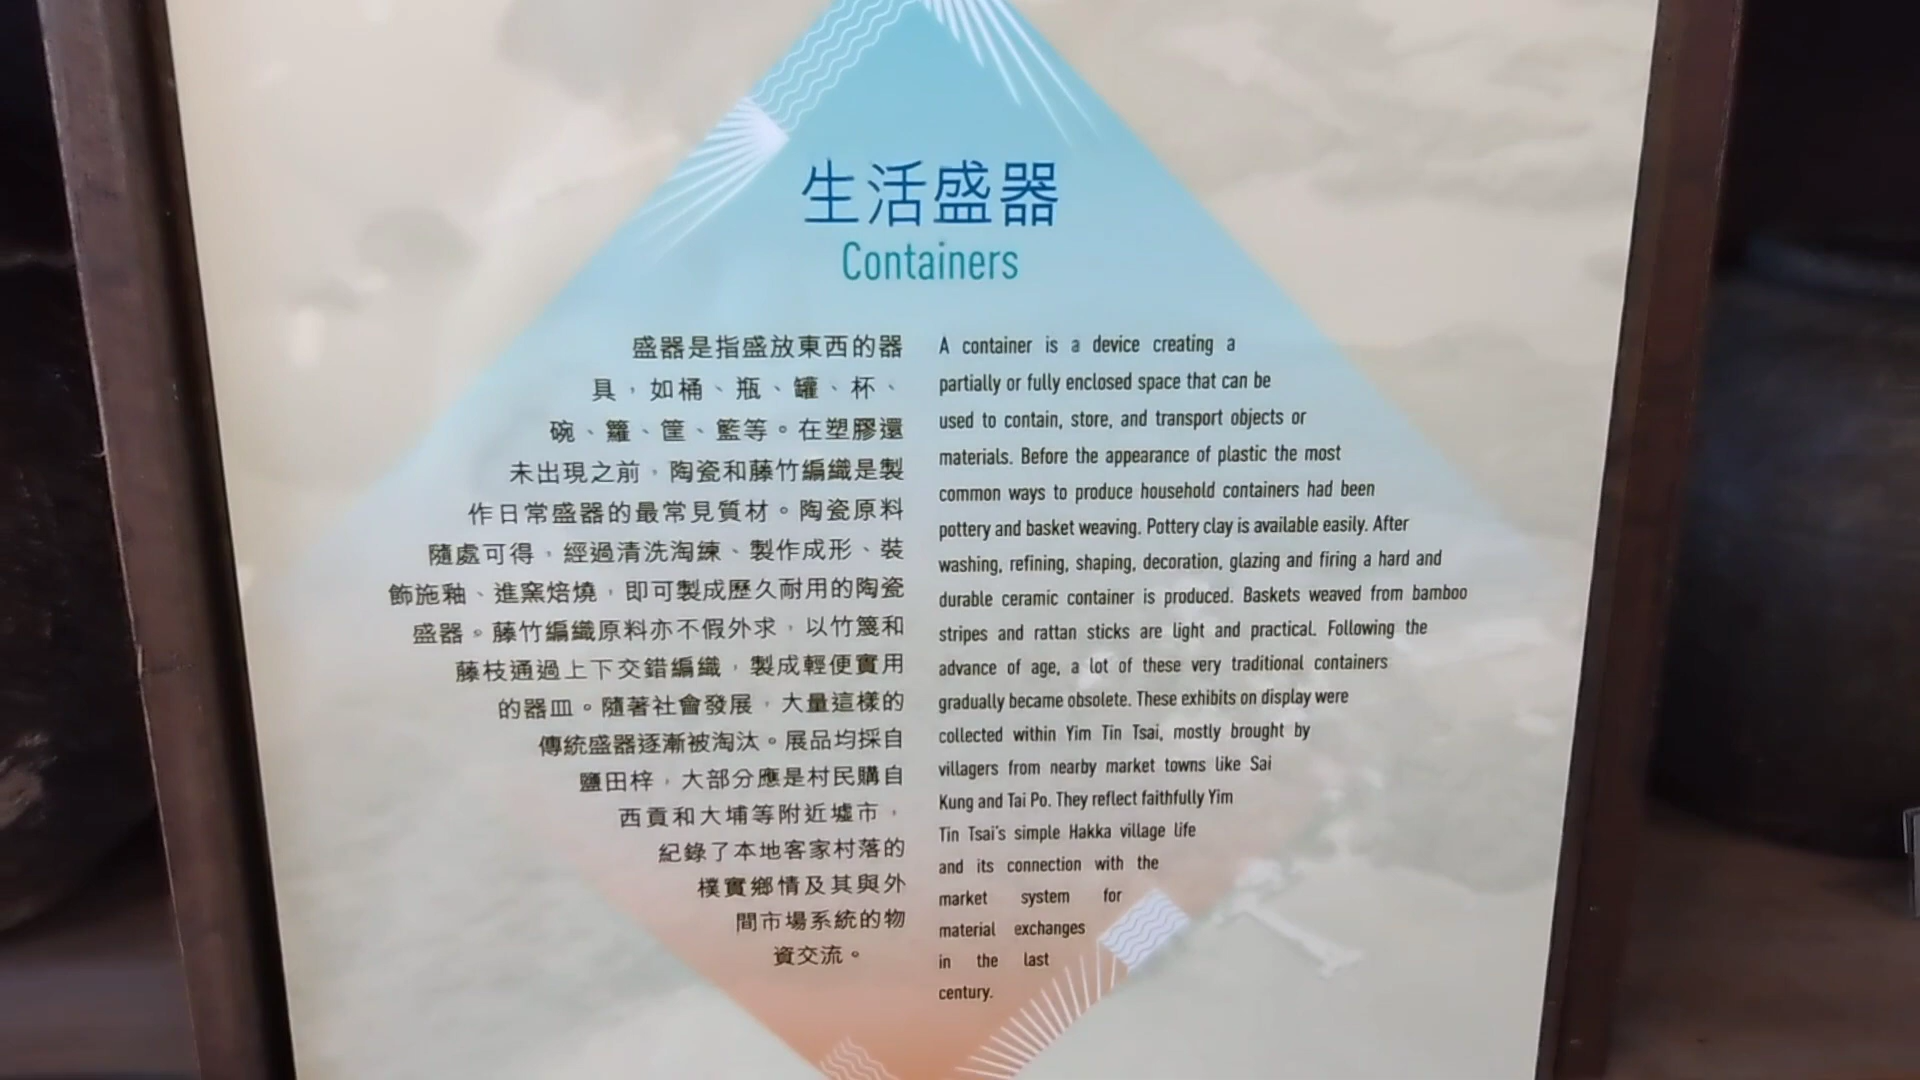 生活盛器
Containers
盛器是指盛放東西的器
具，如桶、瓶、罐、杯、
碗、籮、筐、籃等。在塑膠還
未出現之前，陶瓷和藤竹編織是製
作日常盛器的最常見質材。陶瓷原料
隨處可得，經過清洗淘練、製作成形、裝
飾施釉、進窯焙燒，即可製成歷久耐用的陶瓷
盛器。藤竹編織原料亦不假外求，以竹篾和
藤枝通過上下交錯編織，製成輕便實用
的器皿。隨著社會發展，大量這樣的
傳統盛器逐漸被淘汰。展品均採自
鹽田梓，大部分應是村民購自
西貢和大埔等附近墟市，
紀錄了本地客家村落的
樸實鄉情及其與外
間市場系統的物
資交流。
A container is a device creating a
partially or fully enclosed space that can be
used to contain, store, and transport objects or
materials. Before the appearance of plastic the most
common ways to produce household containers had been
pottery and basket weaving. Pottery clay is available easily. After
washing, refining, shaping, decoration, glazing and firing a hard and
durable ceramic container is produced. Baskets weaved from bamboo
stripes and rattan sticks are light and practical. Following the
advance of age, a lot of these very traditional containers
gradually became obsolete. These exhibits on display were
collected within Yim Tin Tsai, mostly brought by
villagers from nearby market towns like Sai
Kung and Tai Po. They reflect faithfully Yim
Tin Tsai's simple Hakka village life
and its connection with the
market system for
material exchanges
in the last
century.